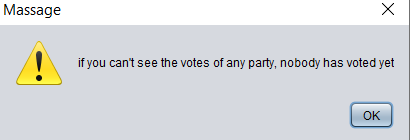 Massage
if you can't see the votes of any party, nobody has voted yet
OK